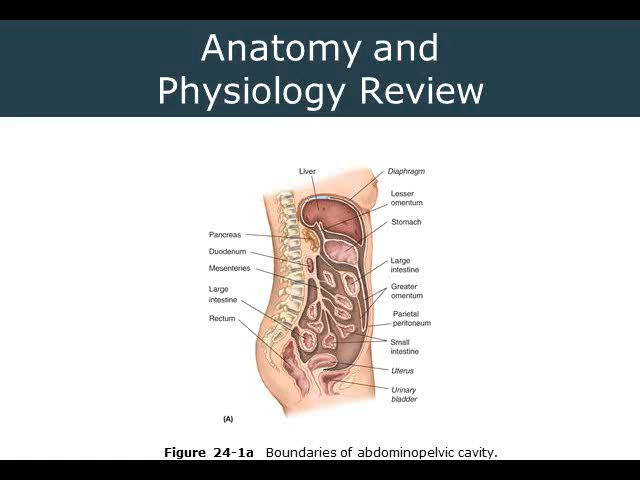 Anatomy and
Physiology Review
Liver
Diaphragm
Lesser
omentum
Stomach
Pancreas
Duodenum
Mesenteries
Large
intestine
Rectum
Large
intestine
Greater
omentum
Parietal
peritoneum
Small
intestine
Uterus
Urinary
bladder
(A)
Figure 24-1a Boundaries of abdominopelvic cavity.